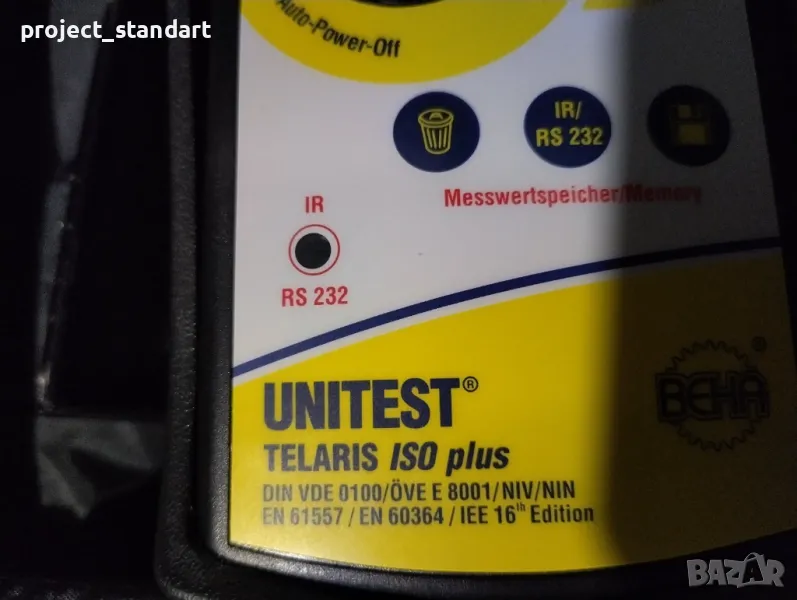 project_standart
Auto-Power-Off
IR/
RS 232
Messwertspeicher/Memory
IR
RS 232
UNITEST®
BEHA ®
TELARIS ISO plus
DIN VDE 0100/ÖVE E 8001/NIV/NIN
EN 61557 / EN 60364 / IEE 16th Edition
BAZAR